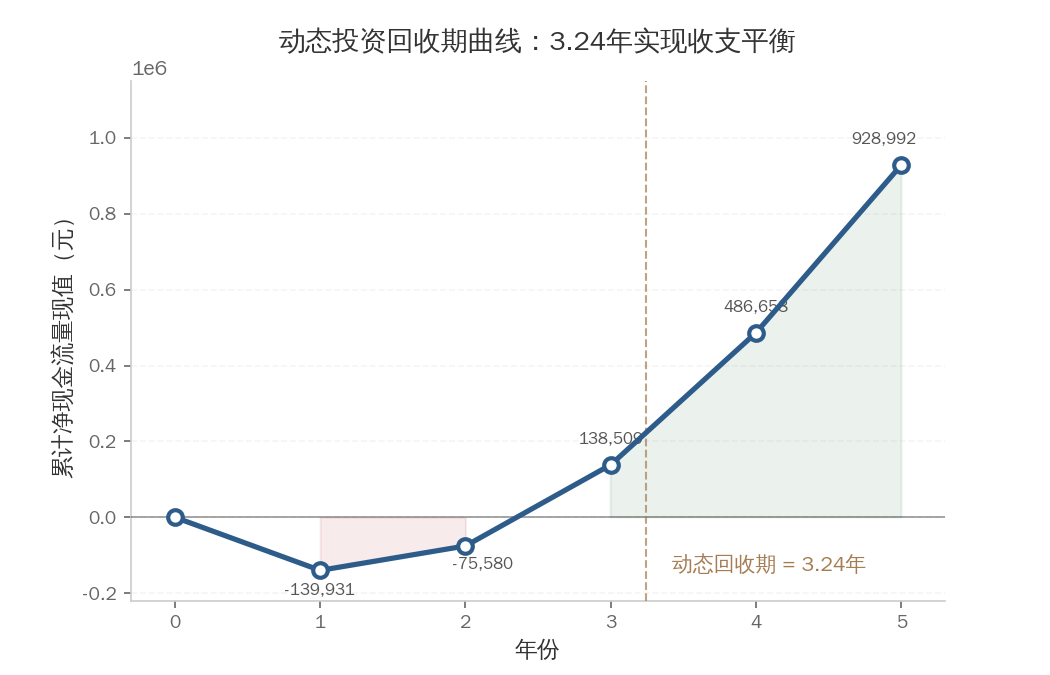 动态投资回收期曲线：3.24年实现收支平衡
1e6
累计净现金流量现值（元）
1.0
0.8
0.6
0.4
0.2
0.0
-0.2
928,992
486,653
138,509
-75,580
-139,931
动态回收期 = 3.24年
0 1 2 3 4 5
年份